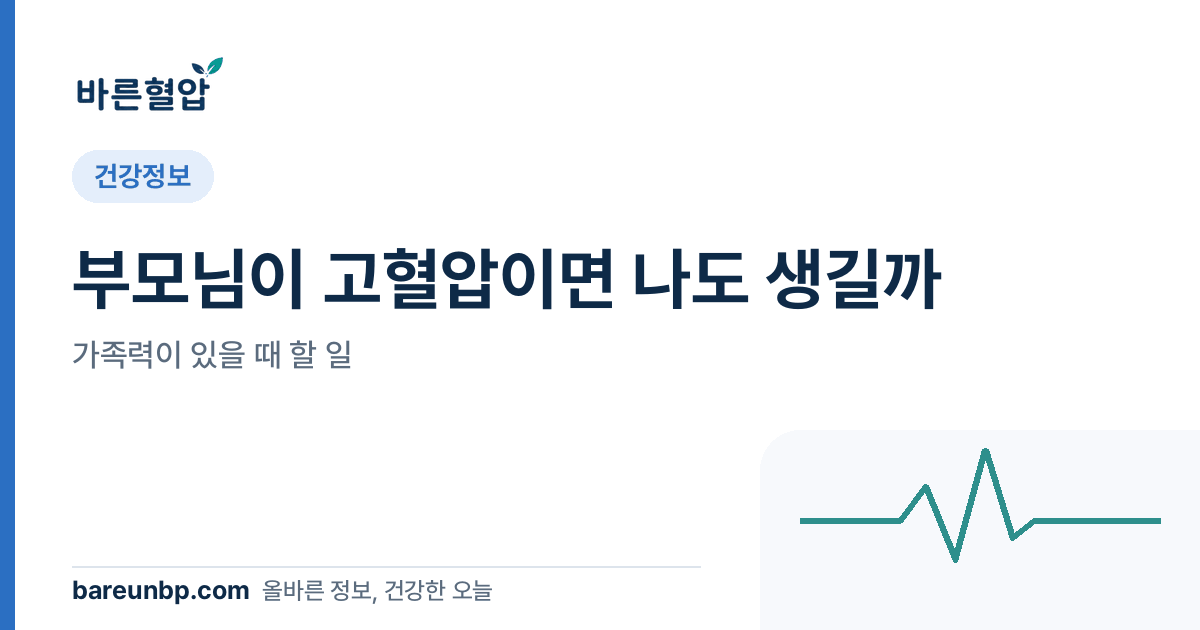 바른혈압
건강정보
부모님이 고혈압이면 나도 생길까
가족력이 있을 때 할 일
bareunbp.com 올바른 정보, 건강한 오늘